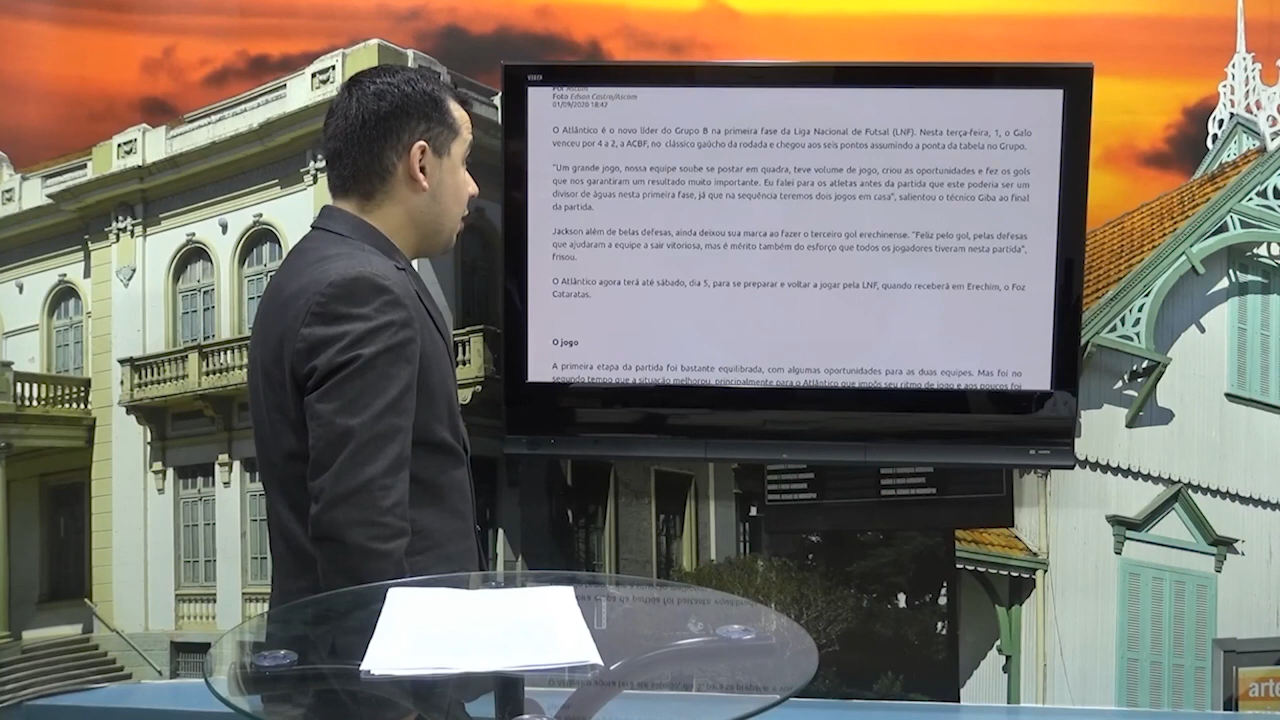 Por Ascom
Foto Edson Castro/Ascom
01/09/2020 18:42
O Atlântico é o novo líder do Grupo B na primeira fase da Liga Nacional de Futsal (LNF). Nesta terça-feira, 1, o Galo
venceu por 4 a 2, a ACBF, no clássico gaúcho da rodada e chegou aos seis pontos assumindo a ponta da tabela no Grupo.
"Um grande jogo, nossa equipe soube se postar em quadra, teve volume de jogo, criou as oportunidades e fez os gols
que nos garantiram um resultado muito importante. Eu falei para os atletas antes da partida que este poderia ser um
divisor de águas nesta primeira fase, já que na sequência teremos dois jogos em casa", salientou o técnico Giba ao final
da partida.
Jackson além de belas defesas, ainda deixou sua marca ao fazer o terceiro gol erechinense. "Feliz pelo gol, pelas defesas
que ajudaram a equipe a sair vitoriosa, mas é mérito também do esforço que todos os jogadores tiveram nesta partida",
frisou.
O Atlântico agora terá até sábado, dia 5, para se preparar e voltar a jogar pela LNF, quando receberá em Erechim, o Foz
Cataratas.
O jogo
A primeira etapa da partida foi bastante equilibrada, com algumas oportunidades para as duas equipes. Mas foi no
segundo tempo que a situação melhorou, principalmente para o Atlântico que impôs seu ritmo de jogo e aos poucos foi
arte